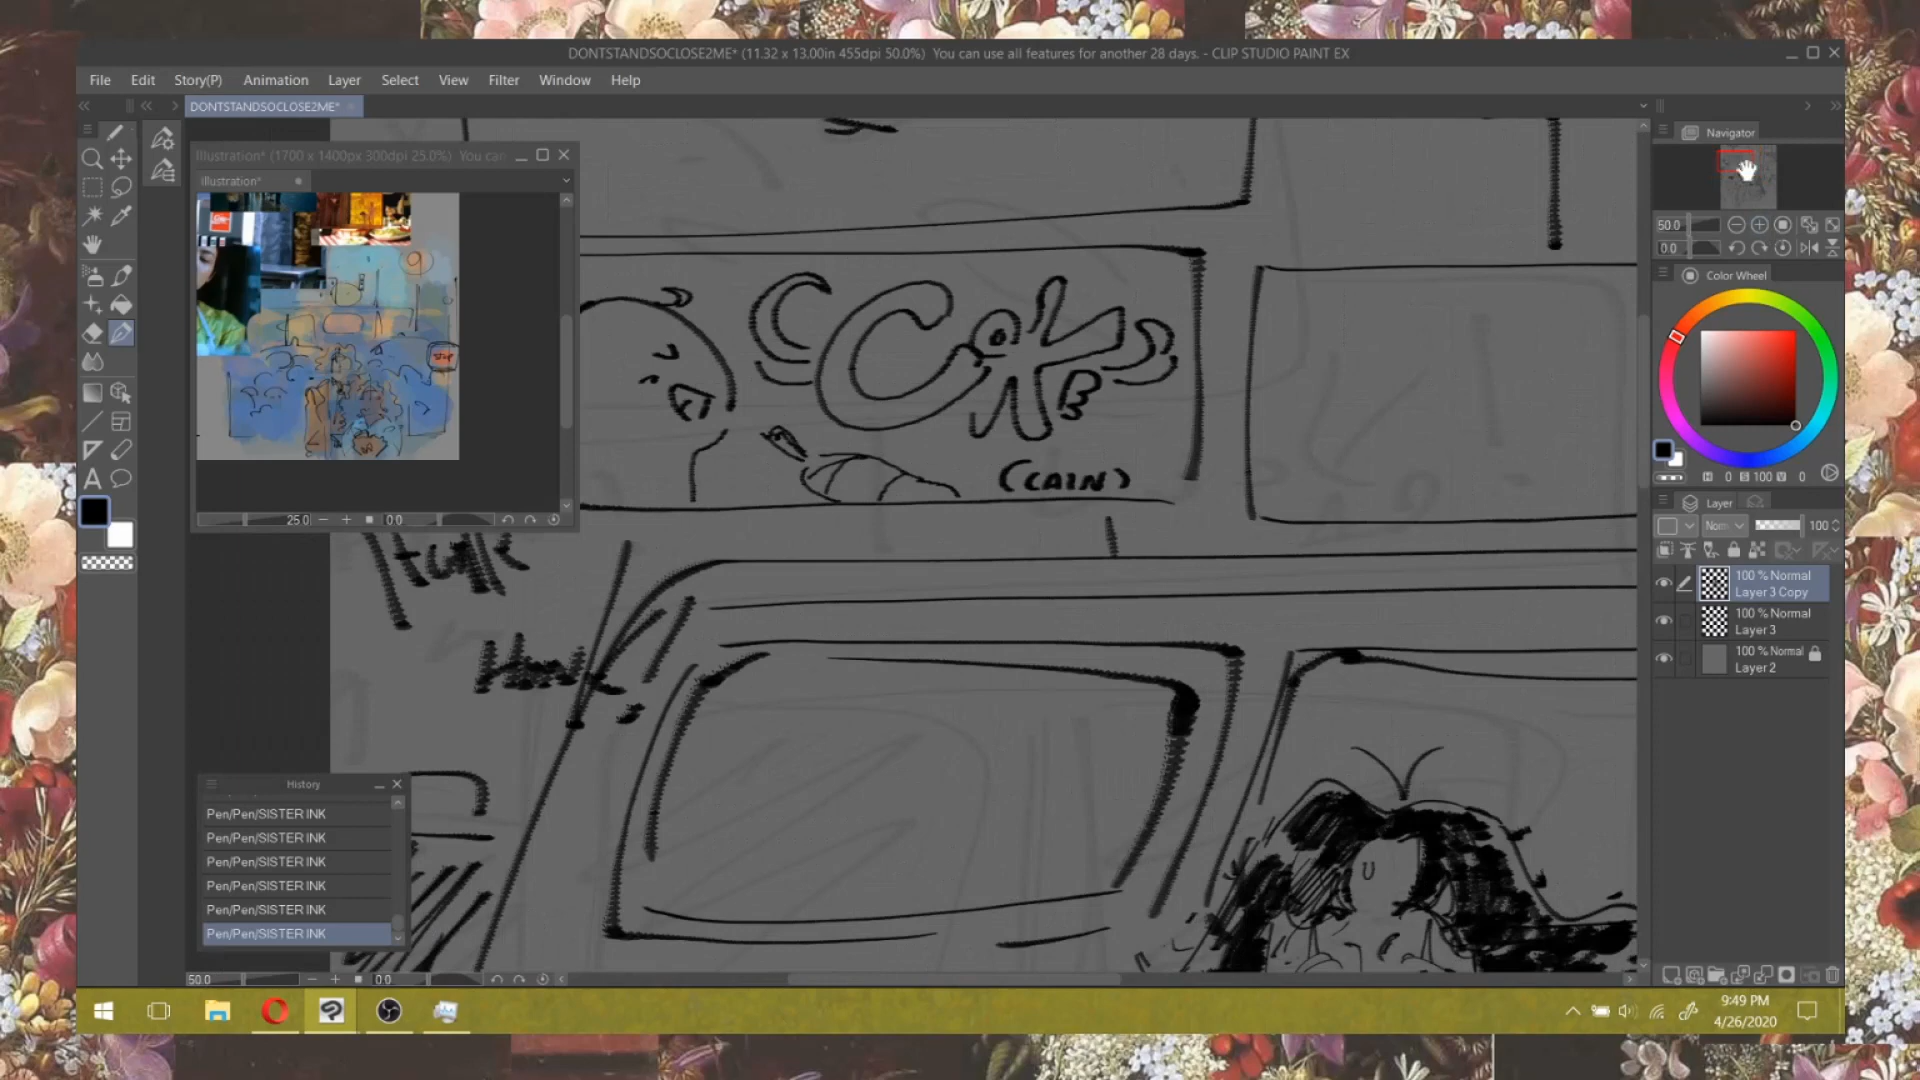 DONTSTANDSOCLOSE2ME* (11.32 x 13.00in 455dpi 50.0%) You can use all features for another 28 days. - CLIP STUDIO PAINT EX
File Edit Story(P) Animation Layer Select View Filter Window Help
DONTSTANDSOCLOSE2ME*
Navigator
Illustration* (1700 x 1400px 300dpi 25.0%) You can
Illustration*
50.0
0.0
Color Wheel
(CAIN)
H 0 S 100 V 0
Layer
25.0 0.0
Norm 100
100 % Normal
Layer 3 Copy
100 % Normal
Layer 3
100 % Normal
Layer 2
Honk
History
Pen/Pen/SISTER INK
Pen/Pen/SISTER INK
Pen/Pen/SISTER INK
Pen/Pen/SISTER INK
Pen/Pen/SISTER INK
Pen/Pen/SISTER INK
50.0 0.0
9:49 PM
4/26/2020